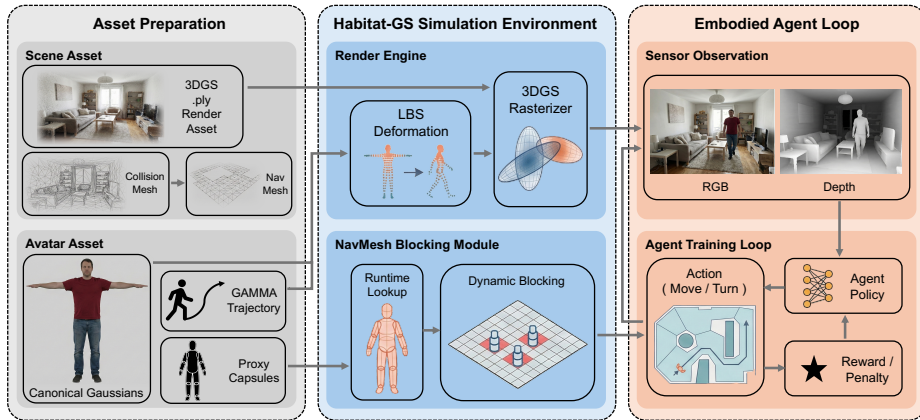 Asset Preparation
Scene Asset
3DGS
.ply
Render
Asset
Collision
Mesh
Nav
Mesh
Avatar Asset
Canonical Gaussians
GAMMA
Trajectory
Proxy
Capsules
Habitat-GS Simulation Environment
Render Engine
LBS
Deformation
3DGS
Rasterizer
NavMesh Blocking Module
Runtime
Lookup
Dynamic Blocking
Embodied Agent Loop
Sensor Observation
RGB
Depth
Agent Training Loop
Action
( Move / Turn )
Agent
Policy
Reward /
Penalty